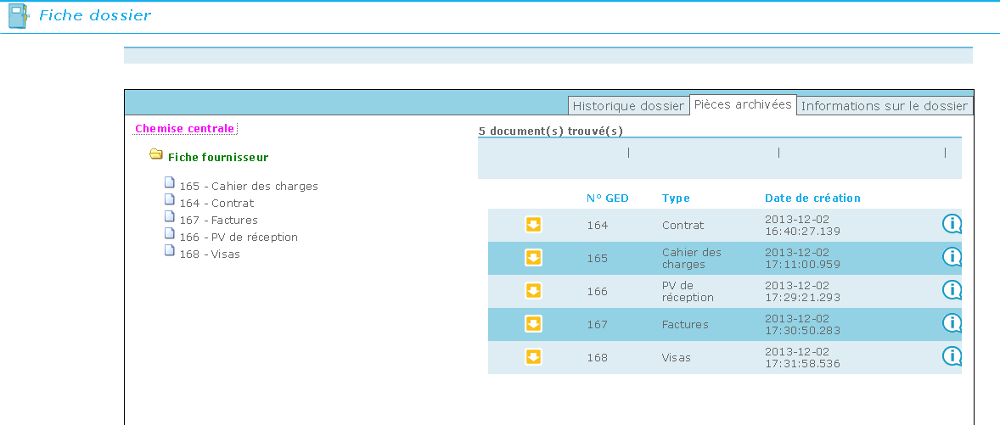 Fiche dossier
Historique dossier
Pièces archivées
Informations sur le dossier
Chemise centrale
Fiche fournisseur
165 - Cahier des charges
164 - Contrat
167 - Factures
166 - PV de réception
168 - Visas
5 document(s) trouvé(s)
N° GED Type Date de création
164 Contrat 2013-12-02
16:40:27.139
165 Cahier des 2013-12-02
charges 17:11:00.959
166 PV de 2013-12-02
réception 17:29:21.293
167 Factures 2013-12-02
17:30:50.283
168 Visas 2013-12-02
17:31:58.536